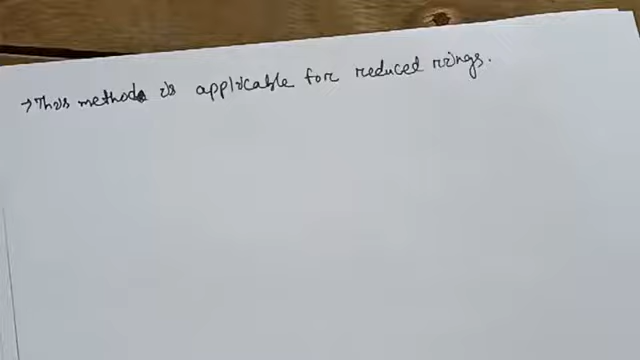 → This method is applicable for reduced rings.